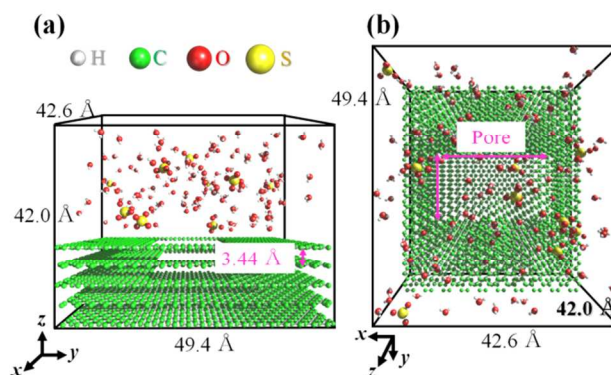 (a)
H C O S
42.6 Å
42.0 Å
3.44 Å
49.4 Å
z
x y
(b)
49.4 Å
Pore
42.0 Å
42.6 Å
x
z y